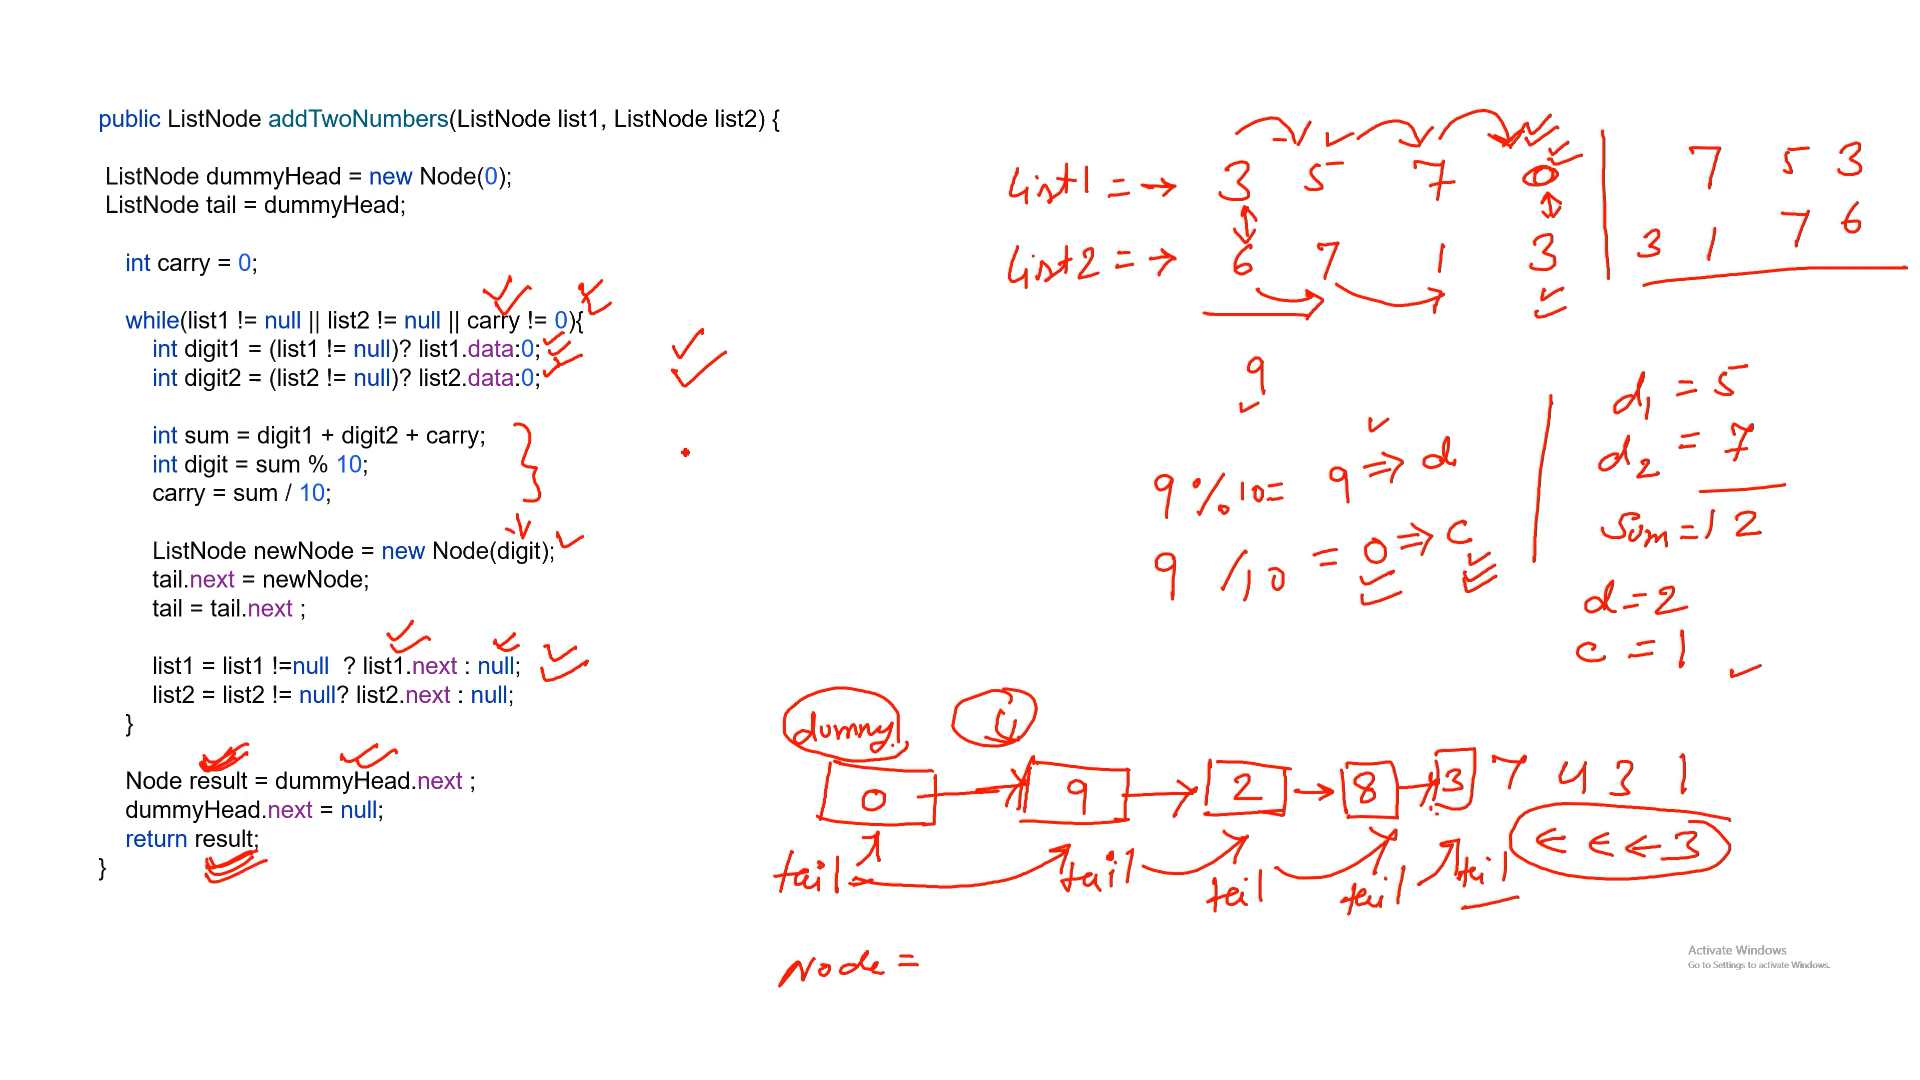 public ListNode addTwoNumbers(ListNode list1, ListNode list2) {
ListNode dummyHead = new Node(0);
ListNode tail = dummyHead;
int carry = 0;
while(list1 != null || list2 != null || carry != 0){
int digit1 = (list1 != null)? list1.data:0;
int digit2 = (list2 != null)? list2.data:0;
int sum = digit1 + digit2 + carry;
int digit = sum % 10;
carry = sum / 10;
ListNode newNode = new Node(digit);
tail.next = newNode;
tail = tail.next ;
list1 = list1 !=null ? list1.next : null;
list2 = list2 != null? list2.next : null;
}
Node result = dummyHead.next ;
dummyHead.next = null;
return result;
}
list1 = → 3 5 7 0
list2 = → 6 7 1 3
7 5 3
3 1 7 6
9
9 % 10 = 9 ⇒ d
9 / 10 = 0 ⇒ c
d1 = 5
d2 = 7
Sum = 12
d = 2
c = 1
dummy
0 → 9 → 2 → 8 → 3 7 4 3 1
← ← ← 3
tail tail tail tail tail
Node =
Activate Windows
Go to Settings to activate Windows.